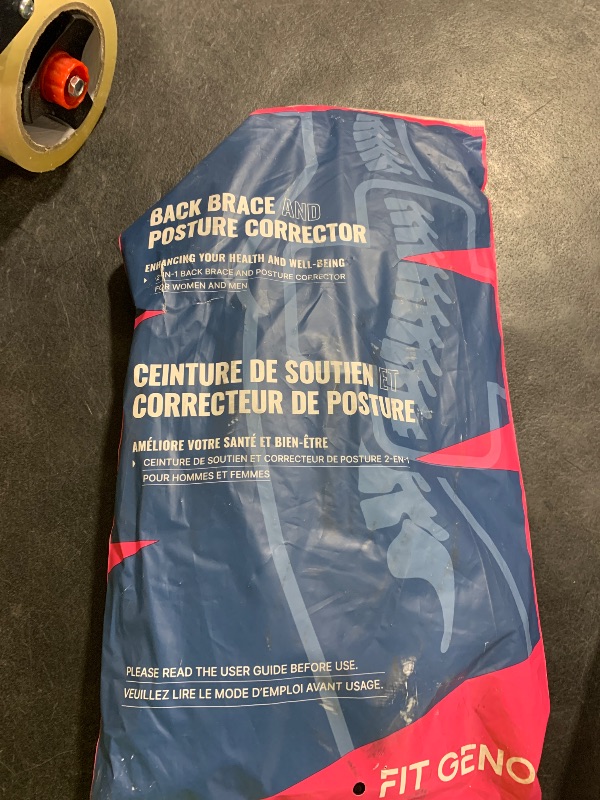 BACK BRACE AND
POSTURE CORRECTOR
ENHANCING YOUR HEALTH AND WELL-BEING
2-IN-1 BACK BRACE AND POSTURE CORRECTOR
FOR WOMEN AND MEN
CEINTURE DE SOUTIEN ET
CORRECTEUR DE POSTURE
AMÉLIORE VOTRE SANTÉ ET BIEN-ÊTRE
CEINTURE DE SOUTIEN ET CORRECTEUR DE POSTURE 2-EN-1
POUR HOMMES ET FEMMES
PLEASE READ THE USER GUIDE BEFORE USE.
VEUILLEZ LIRE LE MODE D'EMPLOI AVANT USAGE.
FIT GENO